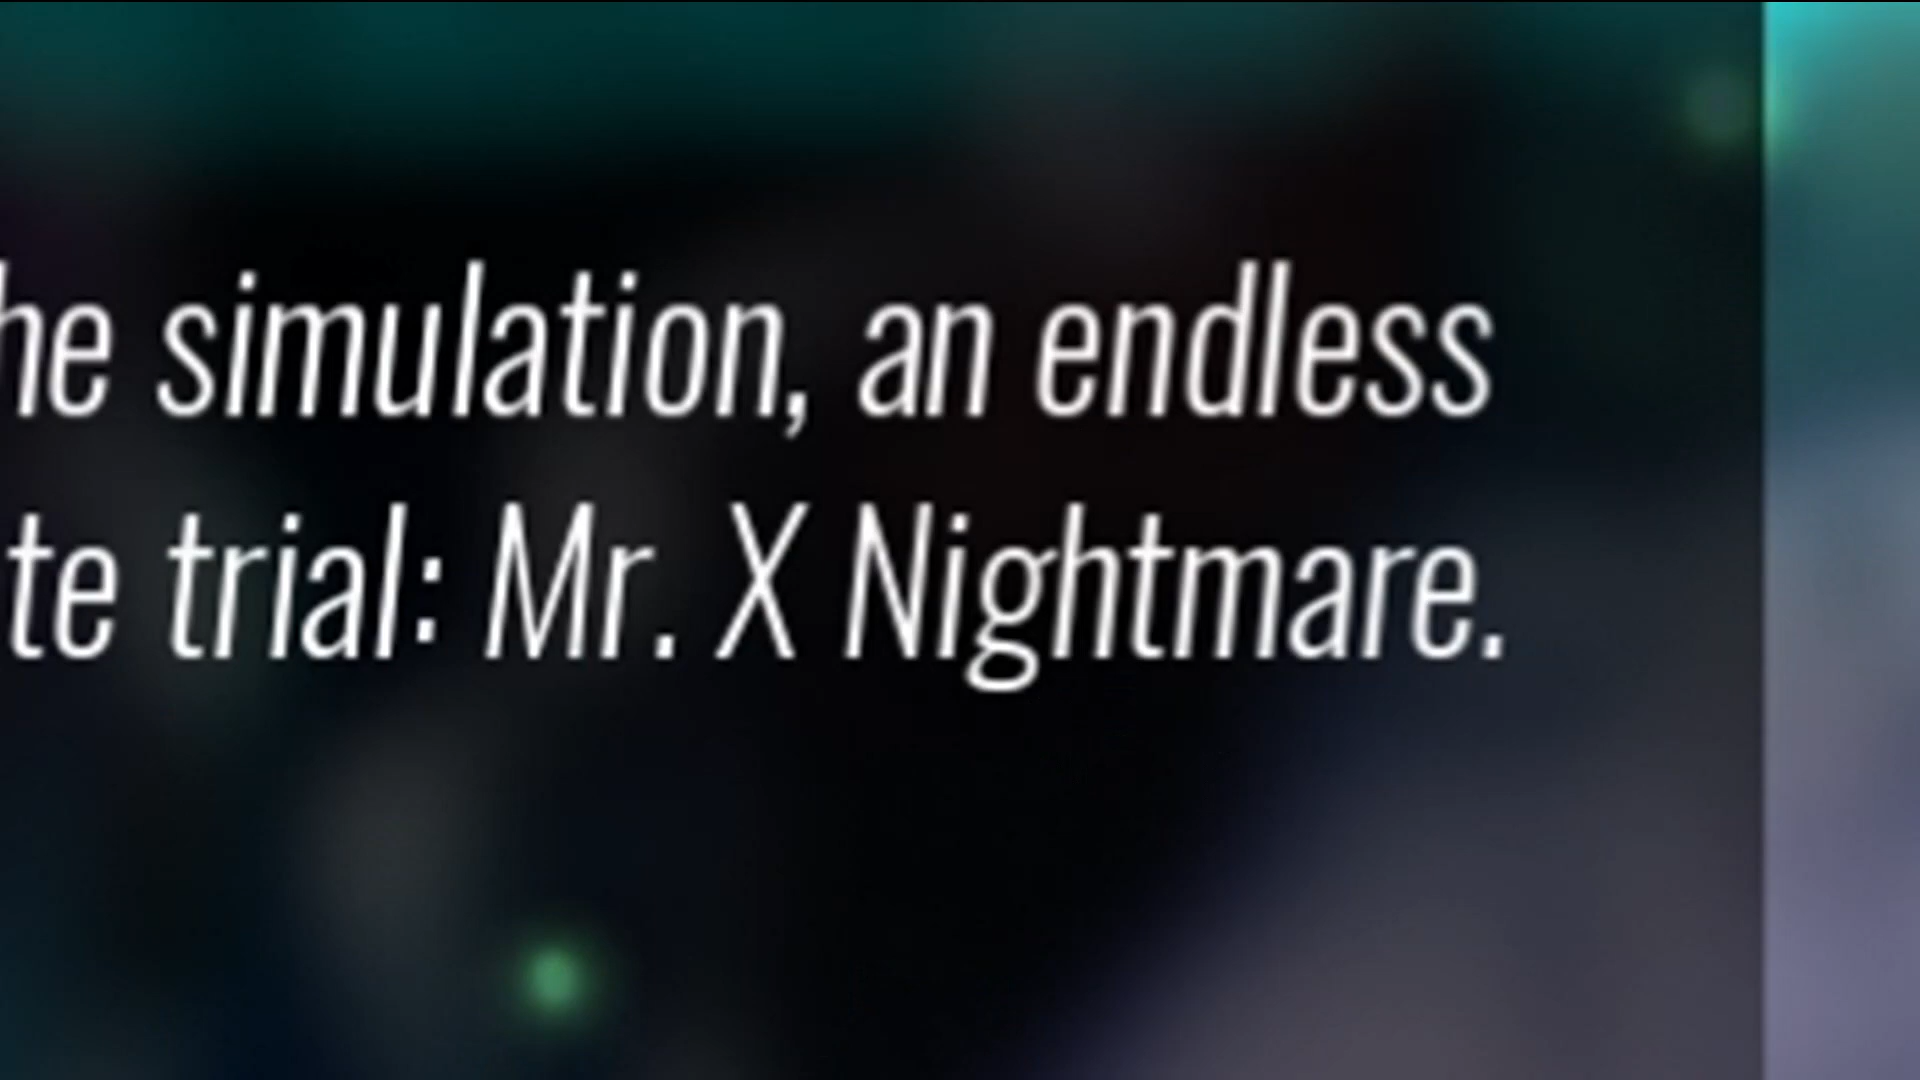 he simulation, an endless
te trial: Mr. X Nightmare.